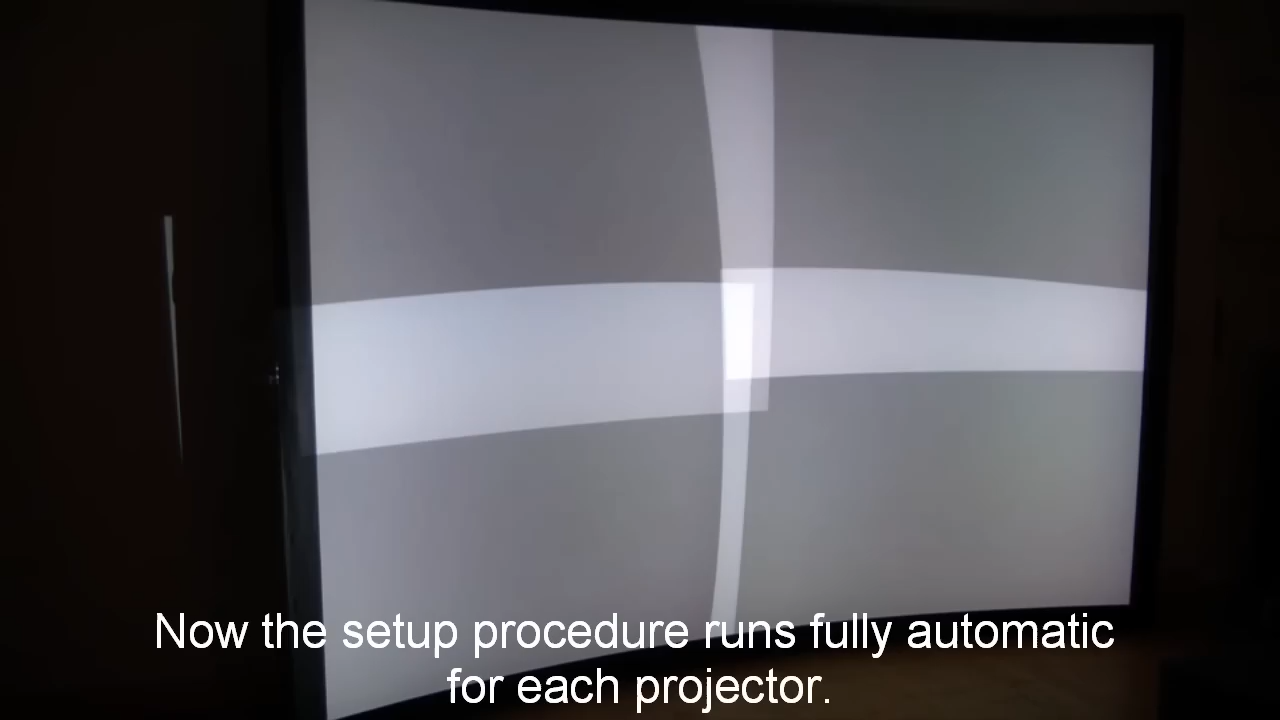 Now the setup procedure runs fully automatic
for each projector.